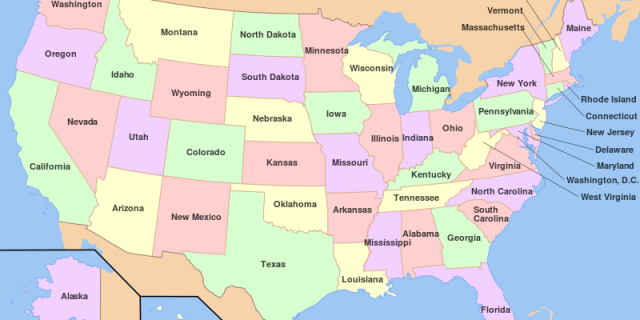 Washington
Vermont
Massachusetts
Maine
Oregon
Montana
North Dakota
Minnesota
Idaho
South Dakota
Wisconsin
Michigan
New York
Wyoming
Rhode Island
Connecticut
Nevada
Nebraska
Iowa
Pennsylvania
New Jersey
Utah
Colorado
Illinois
Indiana
Ohio
Delaware
Maryland
California
Kansas
Missouri
Kentucky
Virginia
Washington, D.C.
West Virginia
Arizona
New Mexico
Oklahoma
Arkansas
Tennessee
North Carolina
South
Carolina
Texas
Mississippi
Alabama
Georgia
Louisiana
Alaska
Florida